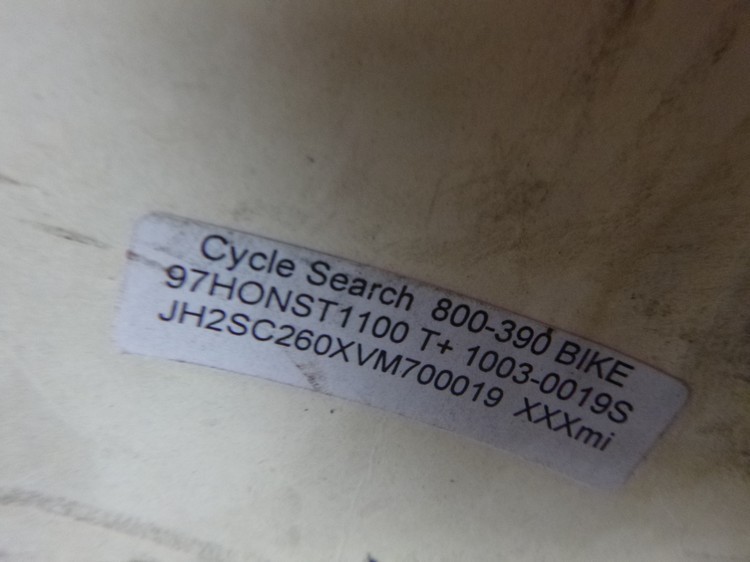 Cycle Search 800-390 BIKE
97HONST1100 T+ 1003-0019S
JH2SC260XVM700019 XXXmi